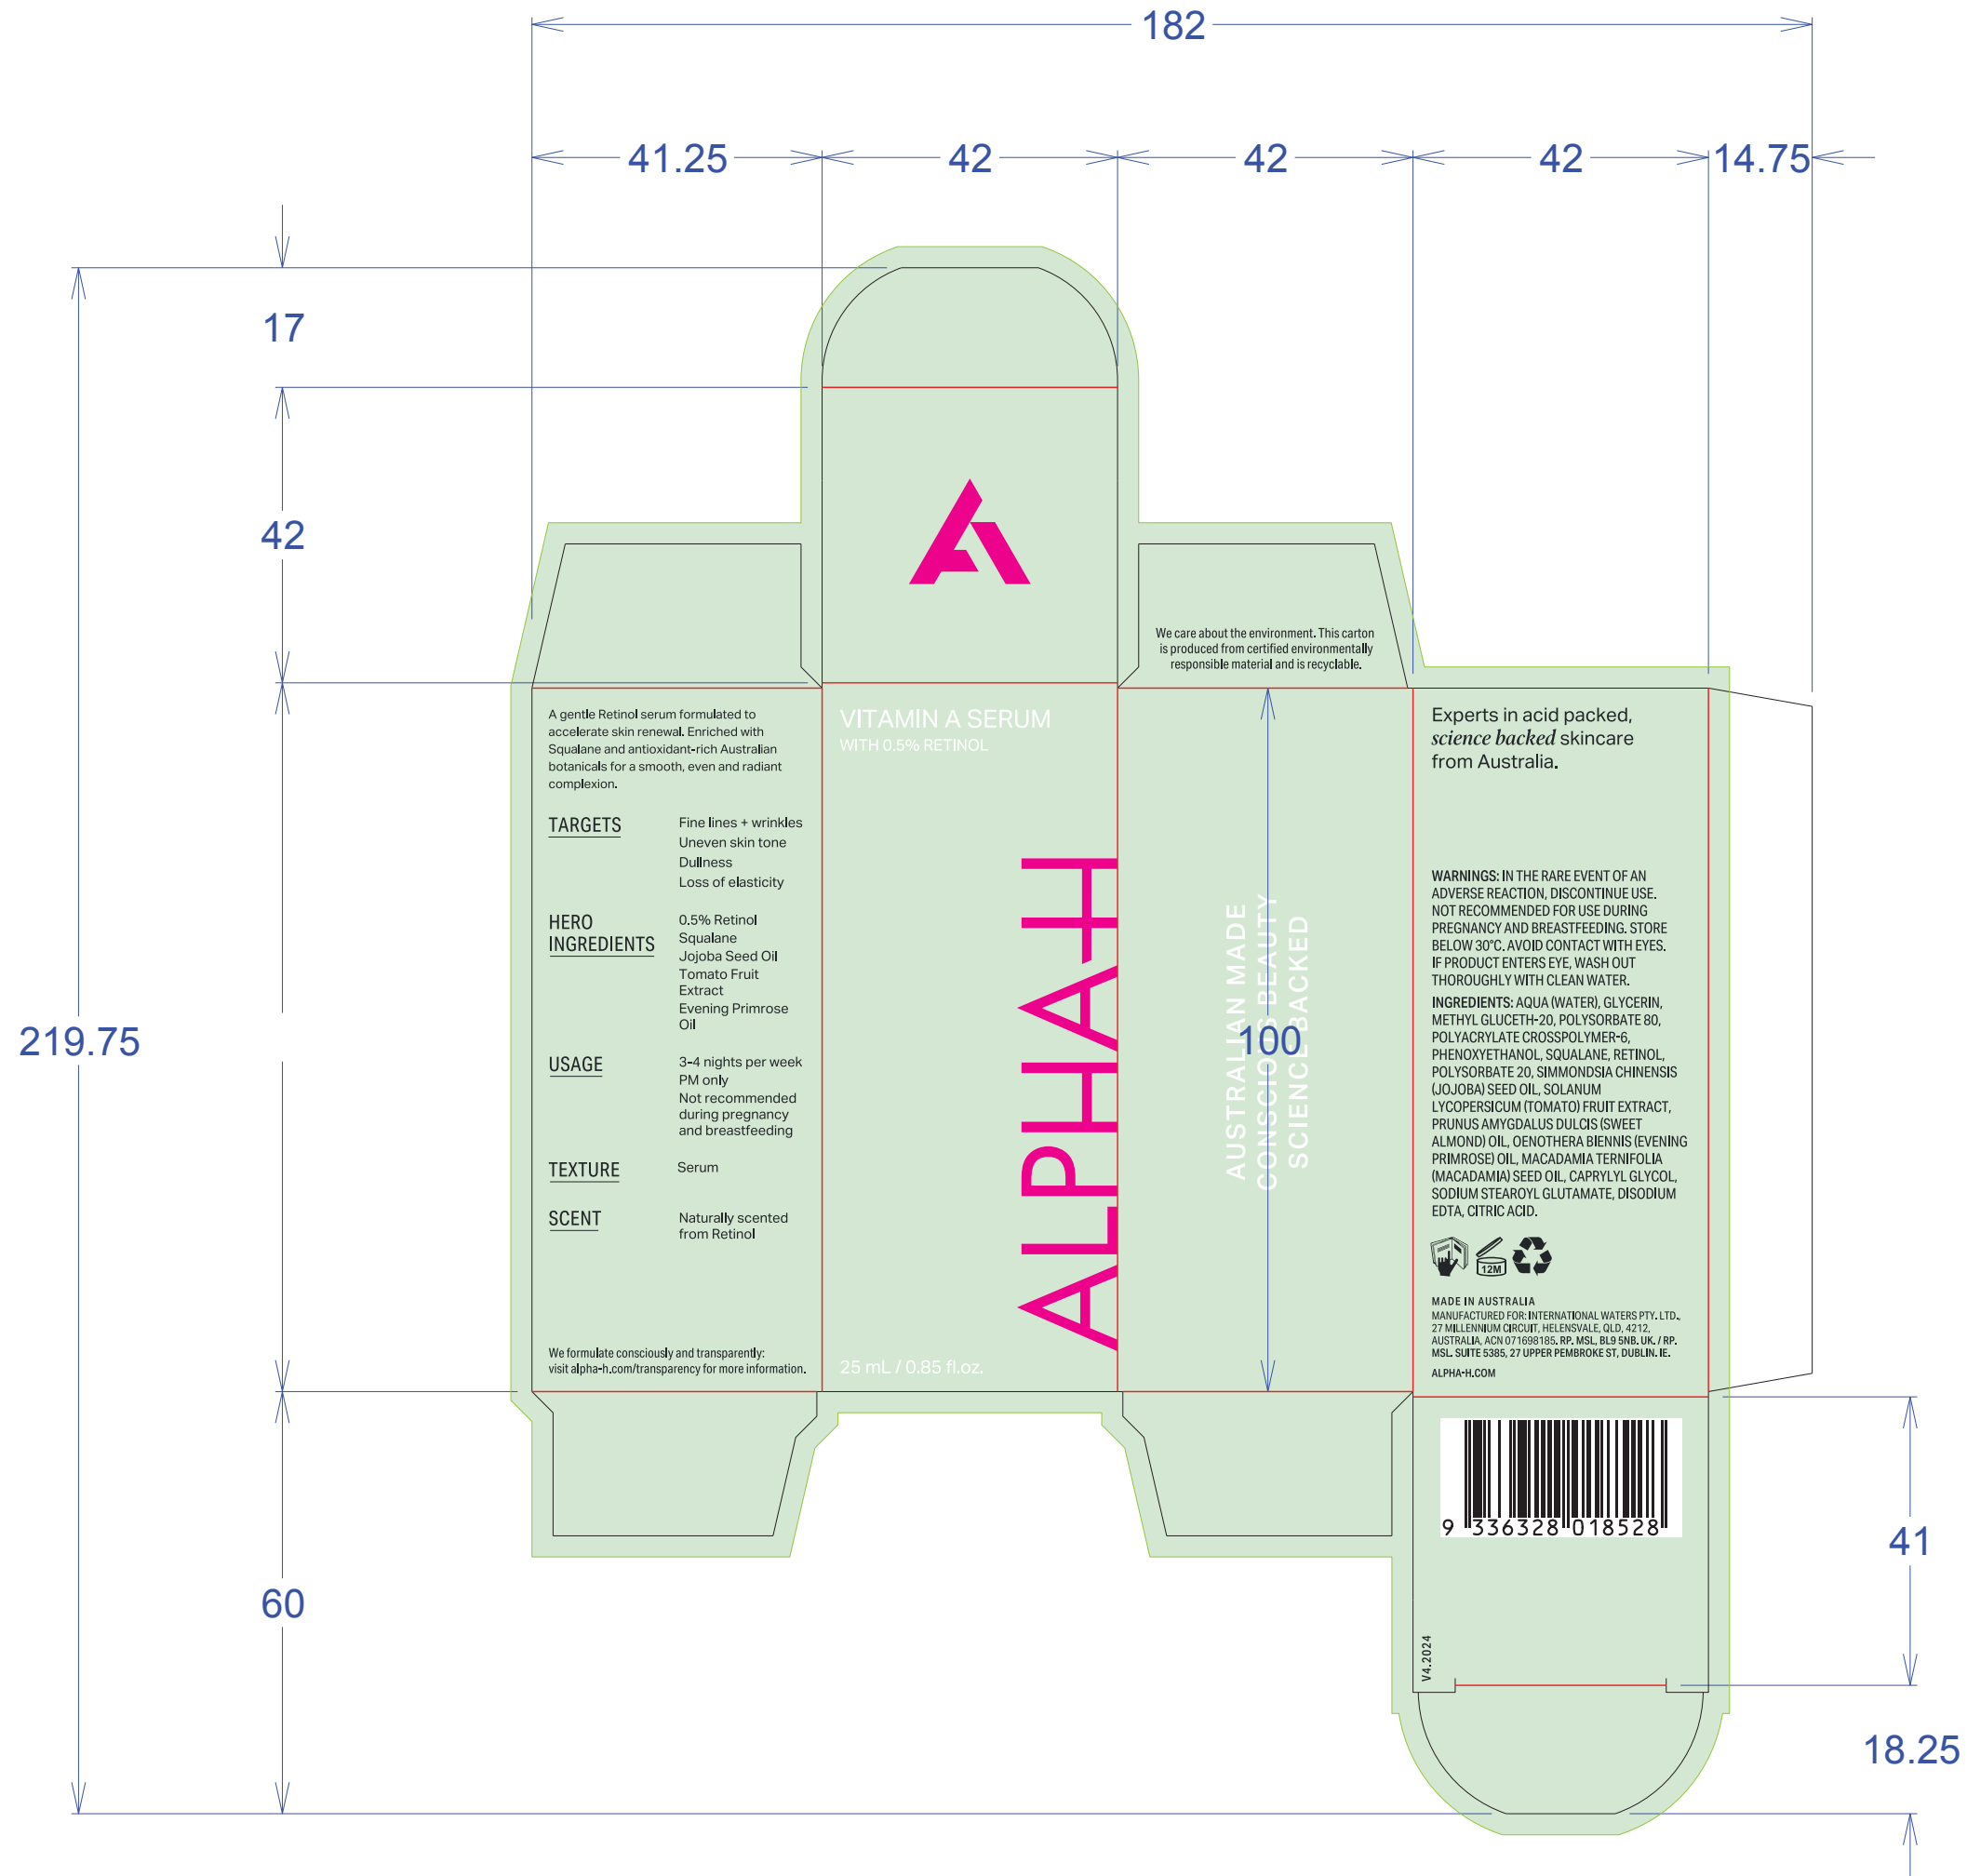 182
41.25
42
42
42
14.75
17
42
219.75
60
100
41
18.25
We care about the environment. This carton
is produced from certified environmentally
responsible material and is recyclable.
A gentle Retinol serum formulated to
accelerate skin renewal. Enriched with
Squalane and antioxidant-rich Australian
botanicals for a smooth, even and radiant
complexion.
TARGETS
Fine lines + wrinkles
Uneven skin tone
Dullness
Loss of elasticity
HERO
INGREDIENTS
0.5% Retinol
Squalane
Jojoba Seed Oil
Tomato Fruit
Extract
Evening Primrose
Oil
USAGE
3-4 nights per week
PM only
Not recommended
during pregnancy
and breastfeeding
TEXTURE
Serum
SCENT
Naturally scented
from Retinol
We formulate consciously and transparently:
visit alpha-h.com/transparency for more information.
VITAMIN A SERUM
WITH 0.5% RETINOL
ALPHA-H
25 mL / 0.85 fl.oz.
AUSTRALIAN MADE
CONSCIOUS BEAUTY
SCIENCE BACKED
Experts in acid packed,
science backed skincare
from Australia.
WARNINGS: IN THE RARE EVENT OF AN
ADVERSE REACTION, DISCONTINUE USE.
NOT RECOMMENDED FOR USE DURING
PREGNANCY AND BREASTFEEDING. STORE
BELOW 30°C. AVOID CONTACT WITH EYES.
IF PRODUCT ENTERS EYE, WASH OUT
THOROUGHLY WITH CLEAN WATER.
INGREDIENTS: AQUA (WATER), GLYCERIN,
METHYL GLUCETH-20, POLYSORBATE 80,
POLYACRYLATE CROSSPOLYMER-6,
PHENOXYETHANOL, SQUALANE, RETINOL,
POLYSORBATE 20, SIMMONDSIA CHINENSIS
(JOJOBA) SEED OIL, SOLANUM
LYCOPERSICUM (TOMATO) FRUIT EXTRACT,
PRUNUS AMYGDALUS DULCIS (SWEET
ALMOND) OIL, OENOTHERA BIENNIS (EVENING
PRIMROSE) OIL, MACADAMIA TERNIFOLIA
(MACADAMIA) SEED OIL, CAPRYLYL GLYCOL,
SODIUM STEAROYL GLUTAMATE, DISODIUM
EDTA, CITRIC ACID.
12M
MADE IN AUSTRALIA
MANUFACTURED FOR: INTERNATIONAL WATERS PTY. LTD.,
27 MILLENNIUM CIRCUIT, HELENSVALE, QLD, 4212,
AUSTRALIA, ACN 071698185. RP. MSL, BL9 5NB. UK. / RP.
MSL. SUITE 5385, 27 UPPER PEMBROKE ST, DUBLIN. IE.
ALPHA-H.COM
9 336328 018528
V4.2024